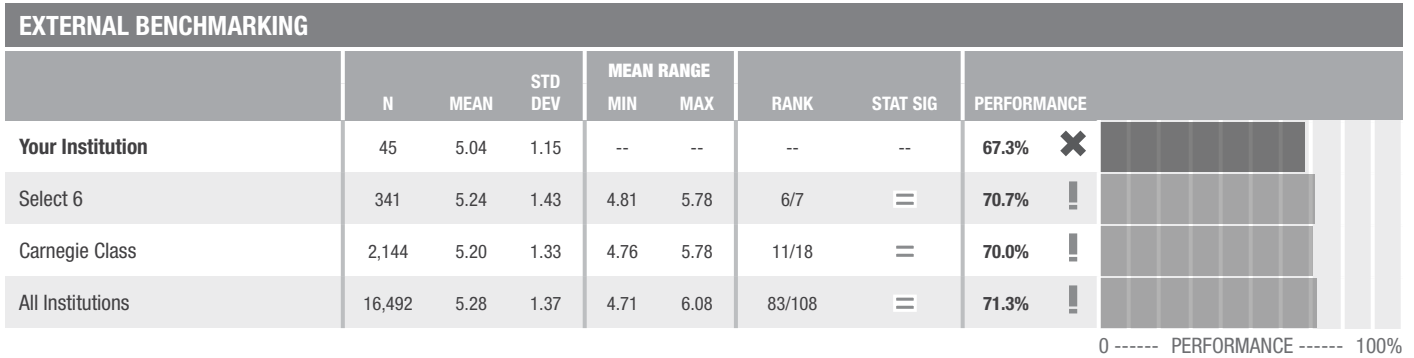 EXTERNAL BENCHMARKING
N MEAN STD DEV MEAN RANGE MIN MAX RANK STAT SIG PERFORMANCE
Your Institution 45 5.04 1.15 -- -- -- -- 67.3%
Select 6 341 5.24 1.43 4.81 5.78 6/7 = 70.7% !
Carnegie Class 2,144 5.20 1.33 4.76 5.78 11/18 = 70.0% !
All Institutions 16,492 5.28 1.37 4.71 6.08 83/108 = 71.3% !
0 ------ PERFORMANCE ------ 100%